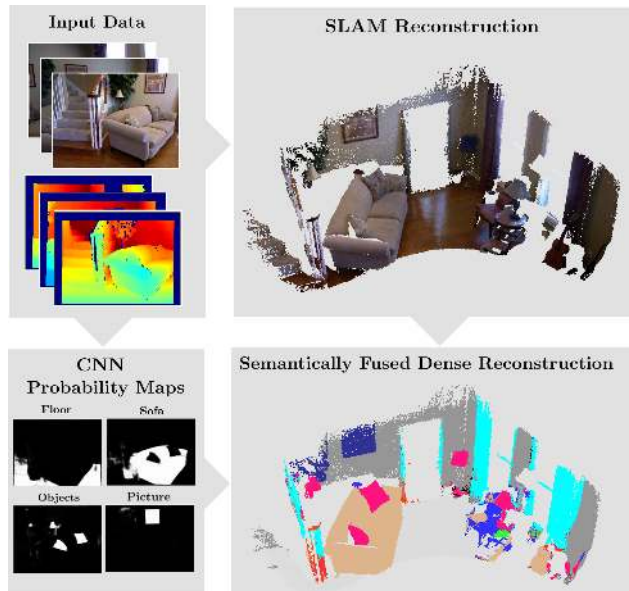 Input Data
SLAM Reconstruction
CNN
Probability Maps
Floor
Sofa
Objects
Picture
Semantically Fused Dense Reconstruction